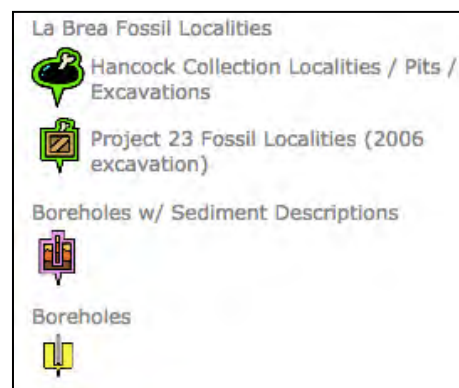 La Brea Fossil Localities
Hancock Collection Localities / Pits /
Excavations
Project 23 Fossil Localities (2006
excavation)
Boreholes w/ Sediment Descriptions
Boreholes